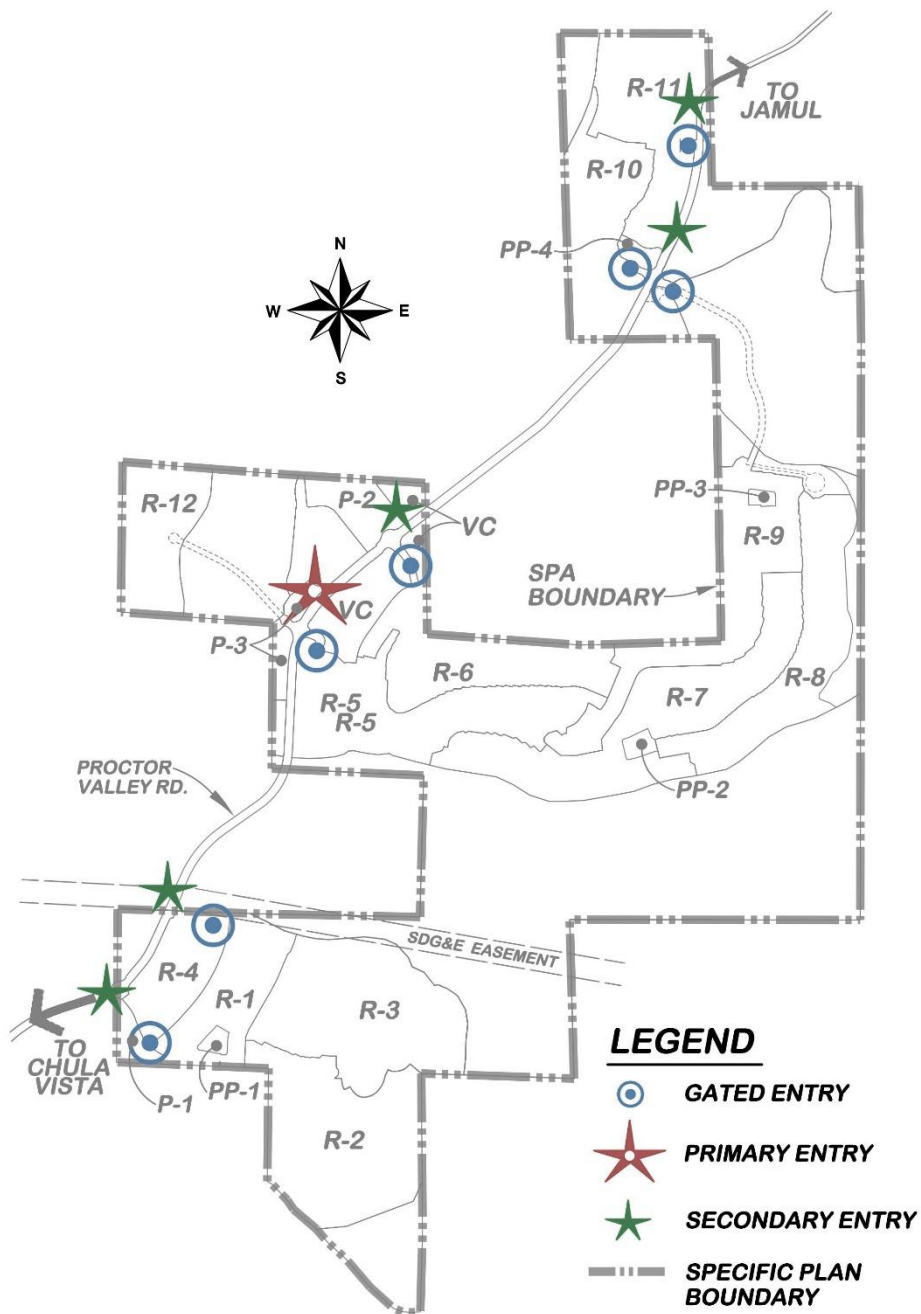 R-11
TO
JAMUL
R-10
PP-4
N
W
E
S
R-12
P-2
VC
PP-3
R-9
SPA
BOUNDARY
VC
P-3
R-6
R-5
R-5
R-7
R-8
PROCTOR
VALLEY RD.
PP-2
SDG&E EASEMENT
R-4
R-1
R-3
TO
CHULA
VISTA
P-1
PP-1
R-2
LEGEND
GATED ENTRY
PRIMARY ENTRY
SECONDARY ENTRY
SPECIFIC PLAN
BOUNDARY